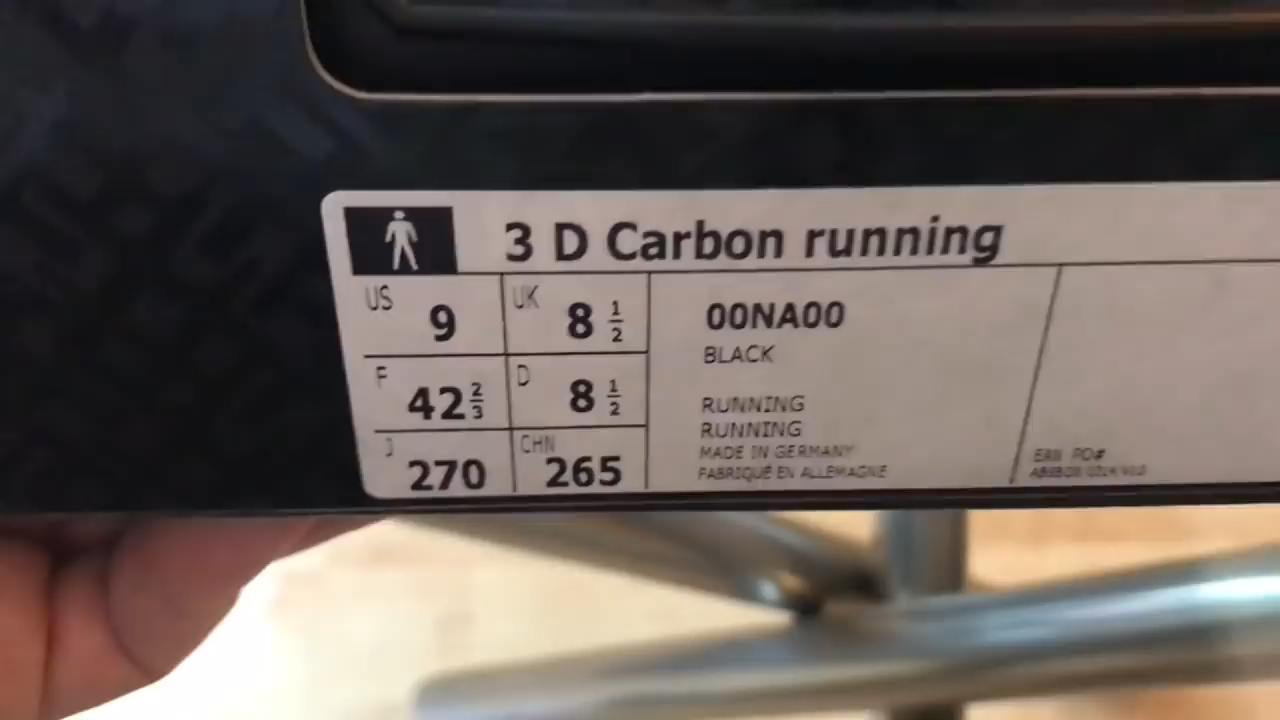 3 D Carbon running
US 9 UK 8 1/2
F 42 2/3 D 8 1/2
J 270 CHN 265
00NA00
BLACK
RUNNING
RUNNING
MADE IN GERMANY
FABRIQUÉ EN ALLEMAGNE
PO#